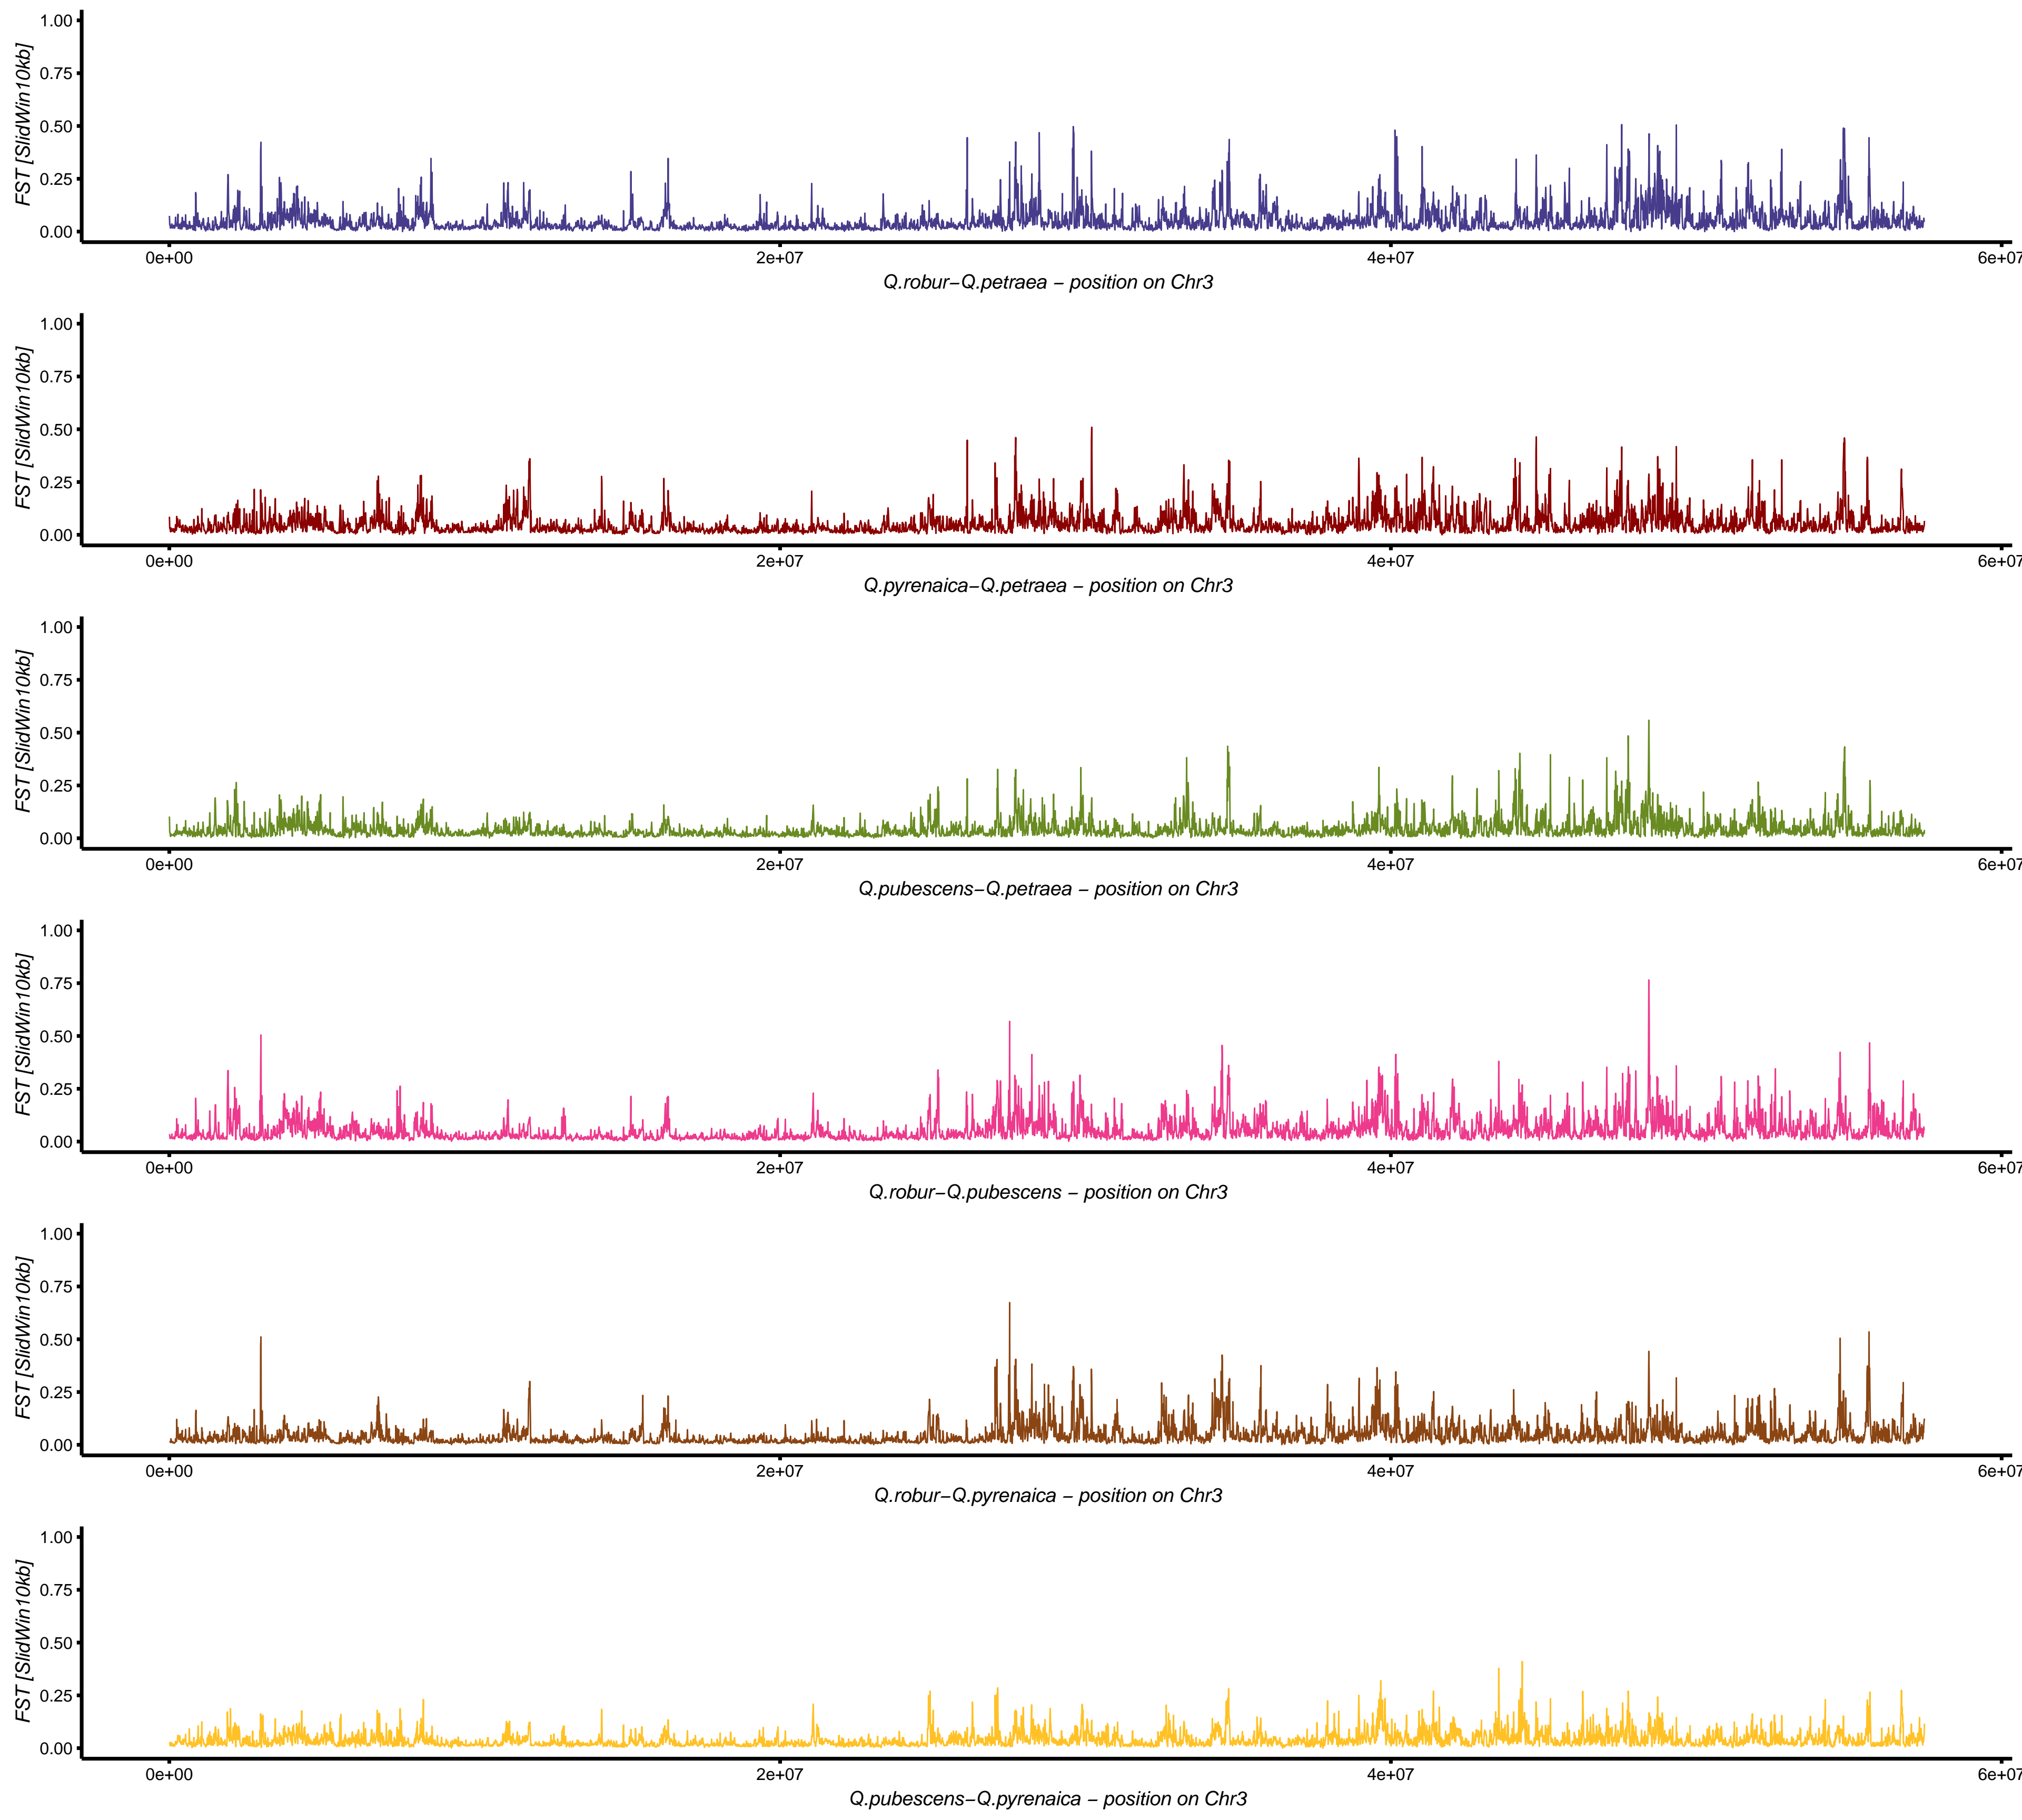 FST [SlidWin10kb]
1.00
0.75
0.50
0.25
0.00
0e+00 2e+07 4e+07 6e+07
Q.robur−Q.petraea − position on Chr3
FST [SlidWin10kb]
1.00
0.75
0.50
0.25
0.00
0e+00 2e+07 4e+07 6e+07
Q.pyrenaica−Q.petraea − position on Chr3
FST [SlidWin10kb]
1.00
0.75
0.50
0.25
0.00
0e+00 2e+07 4e+07 6e+07
Q.pubescens−Q.petraea − position on Chr3
FST [SlidWin10kb]
1.00
0.75
0.50
0.25
0.00
0e+00 2e+07 4e+07 6e+07
Q.robur−Q.pubescens − position on Chr3
FST [SlidWin10kb]
1.00
0.75
0.50
0.25
0.00
0e+00 2e+07 4e+07 6e+07
Q.robur−Q.pyrenaica − position on Chr3
FST [SlidWin10kb]
1.00
0.75
0.50
0.25
0.00
0e+00 2e+07 4e+07 6e+07
Q.pubescens−Q.pyrenaica − position on Chr3